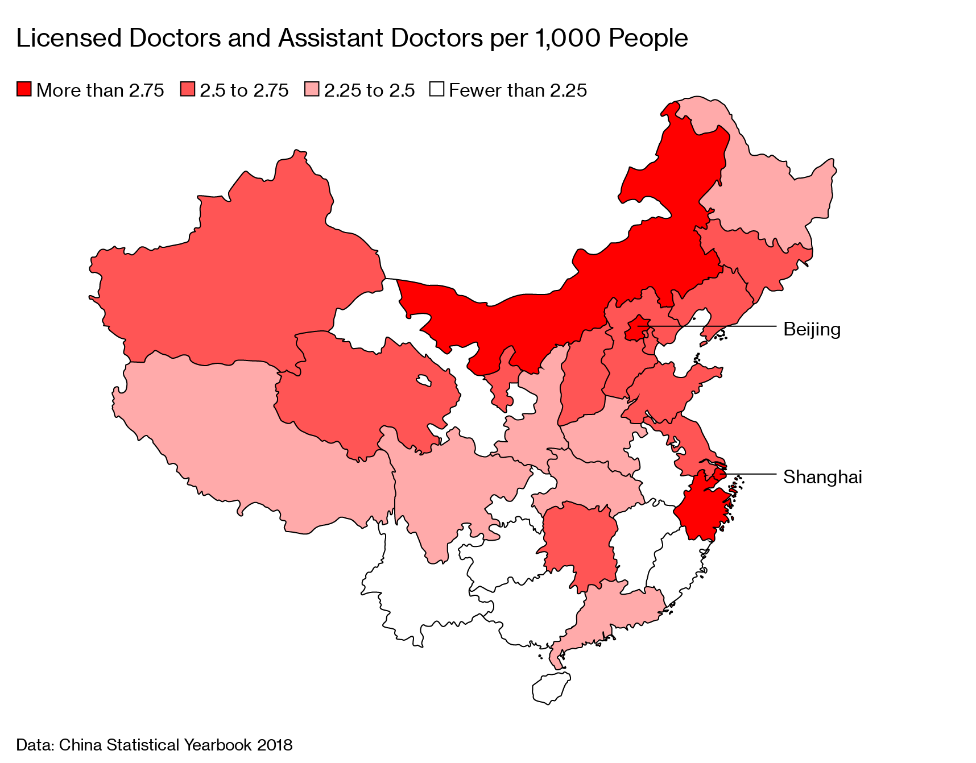 Licensed Doctors and Assistant Doctors per 1,000 People
More than 2.75 2.5 to 2.75 2.25 to 2.5 Fewer than 2.25
Beijing
Shanghai
Data: China Statistical Yearbook 2018